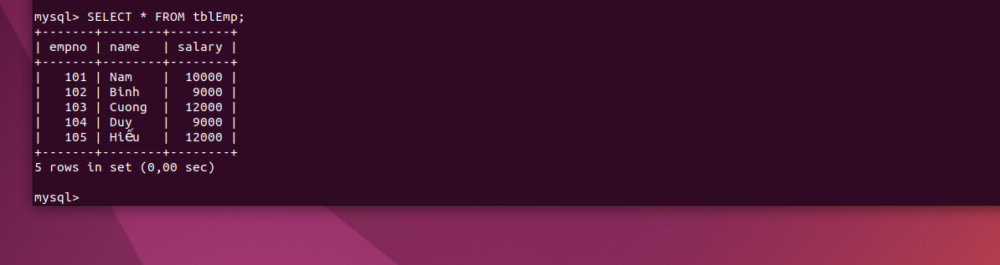 mysql> SELECT * FROM tblEmp;
+-------+--------+--------+
| empno | name   | salary |
+-------+--------+--------+
|   101 | Nam    |  10000 |
|   102 | Binh   |   9000 |
|   103 | Cuong  |  12000 |
|   104 | Duy    |   9000 |
|   105 | Hiếu   |  12000 |
+-------+--------+--------+
5 rows in set (0,00 sec)
mysql>